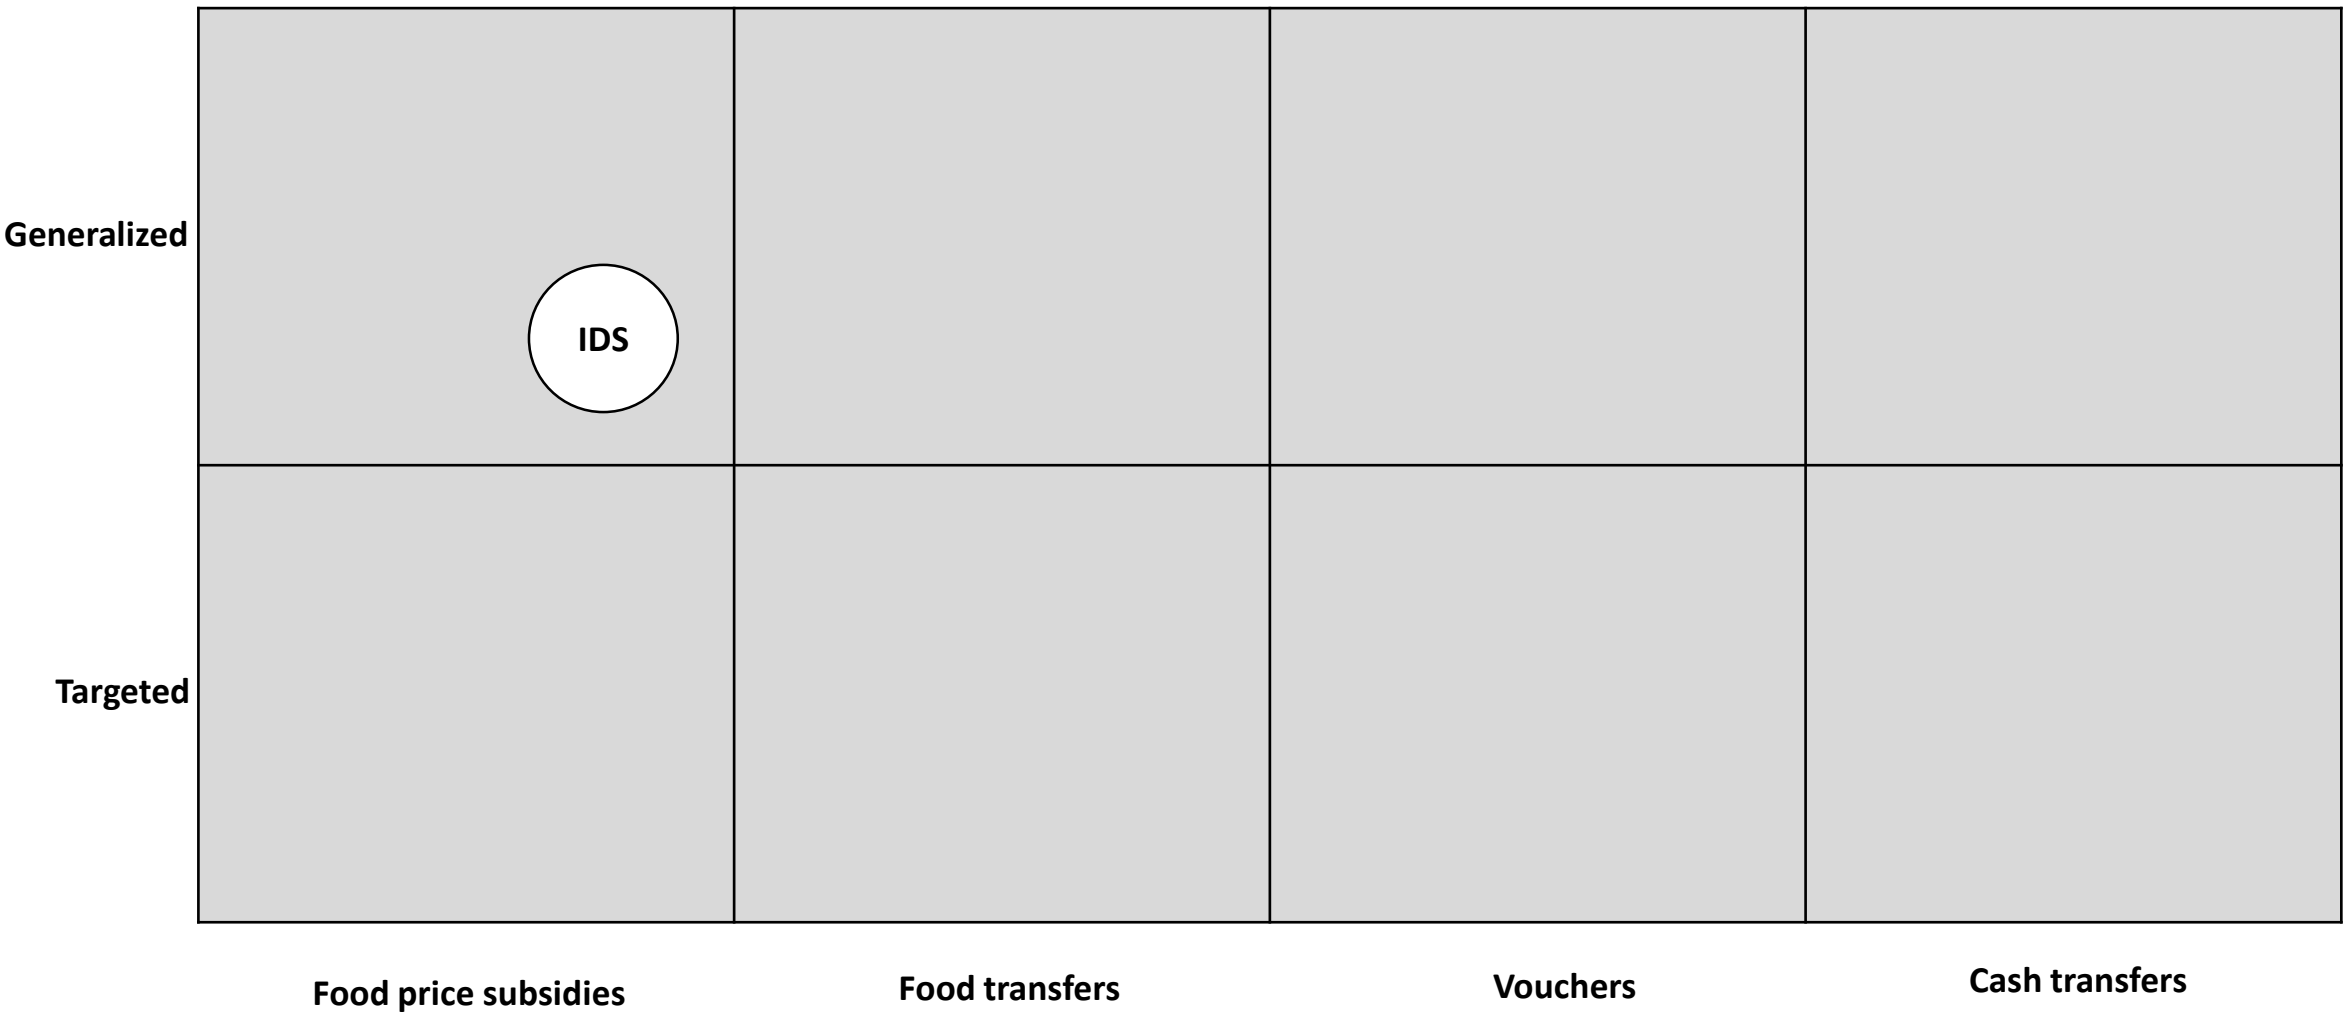 Generalized
IDS
Targeted
Food price subsidies
Food transfers
Vouchers
Cash transfers